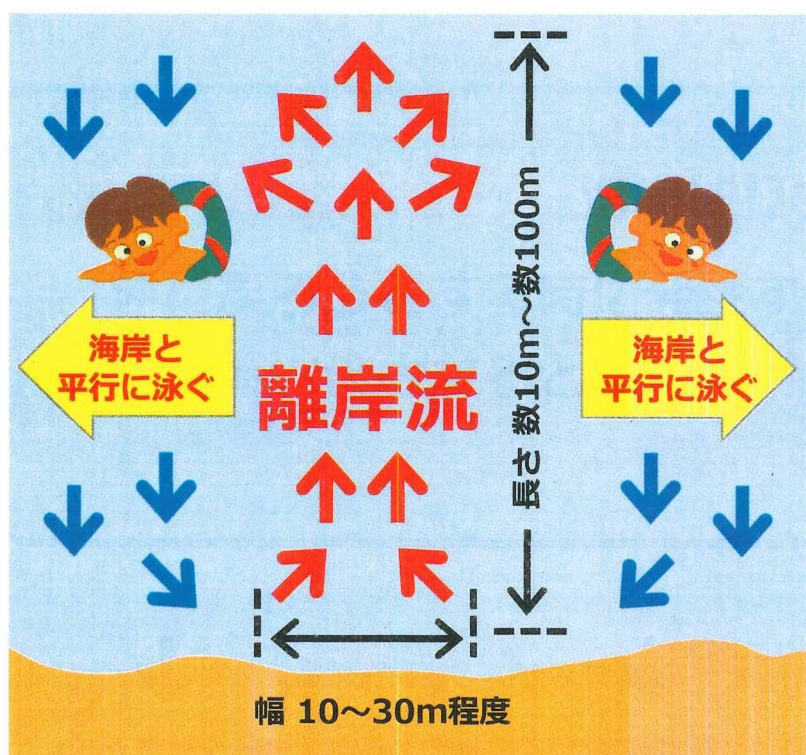 海岸と
平行に泳ぐ
離岸流
海岸と
平行に泳ぐ
長さ 数10m～数100m
幅 10～30m程度